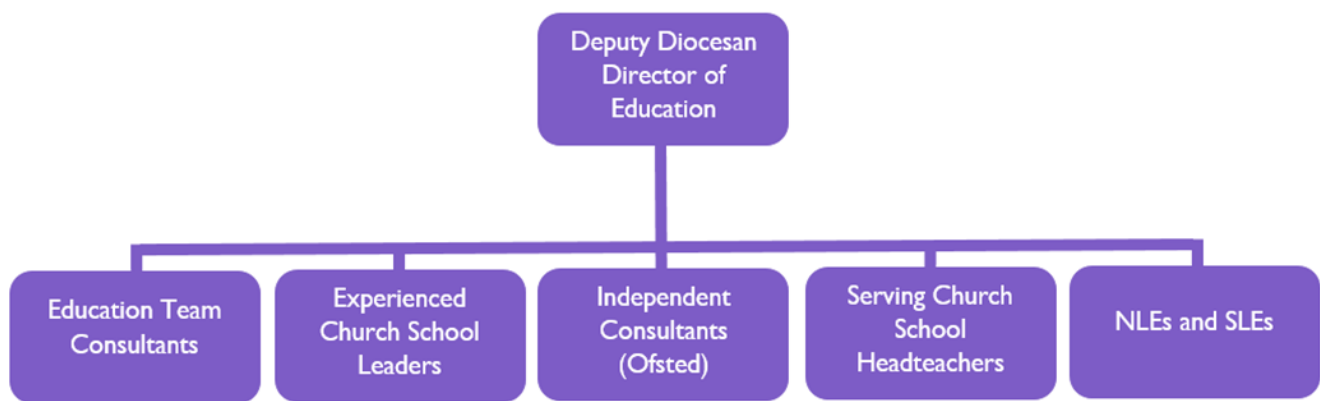 Deputy Diocesan
Director of
Education
Education Team
Consultants
Experienced
Church School
Leaders
Independent
Consultants
(Ofsted)
Serving Church
School
Headteachers
NLEs and SLEs